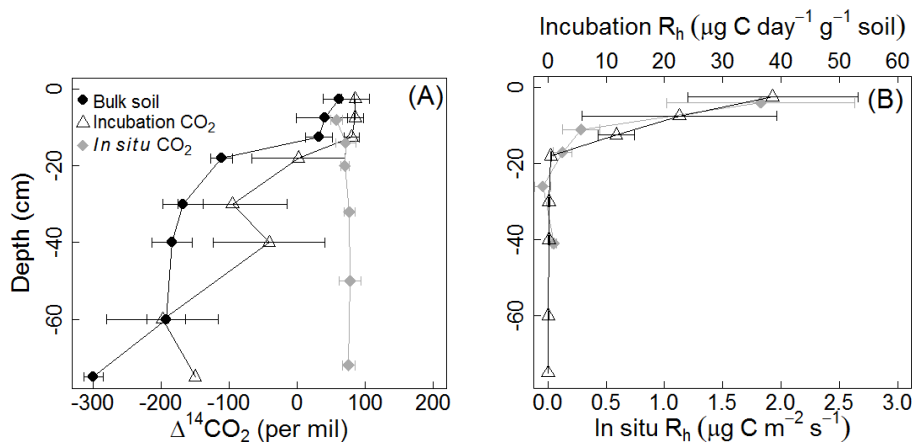 (A)
Bulk soil
Incubation CO₂
In situ CO₂
Depth (cm)
0
-20
-40
-60
-300 -200 -100 0 100 200
Δ¹⁴CO₂ (per mil)
Incubation Rₕ (µg C day⁻¹ g⁻¹ soil)
0 10 20 30 40 50 60
(B)
0
-20
-40
-60
0.0 0.5 1.0 1.5 2.0 2.5 3.0
In situ Rₕ (µg C m⁻² s⁻¹)